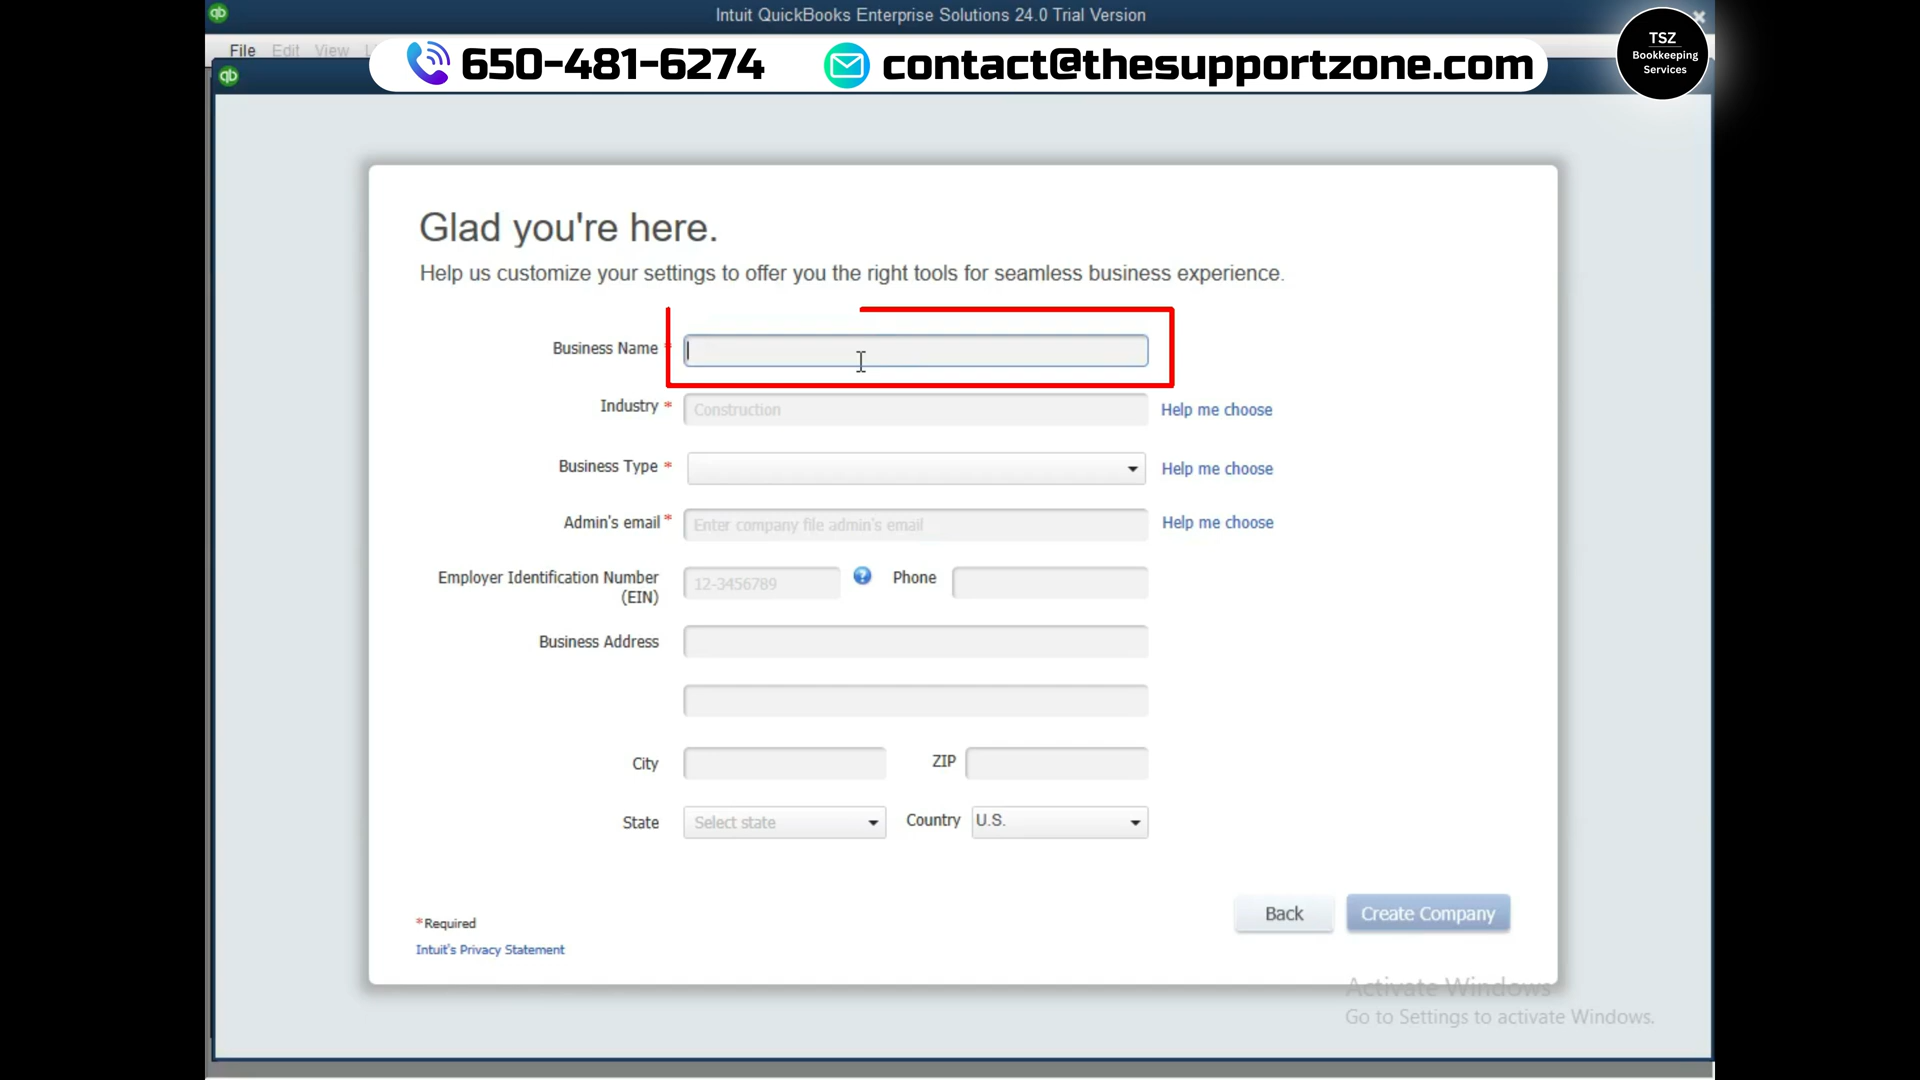 Intuit QuickBooks Enterprise Solutions 24.0 Trial Version
File Edit View
650-481-6274 contact@thesupportzone.com
TSZ
Bookkeeping
Services
qb
qb
Glad you're here.
Help us customize your settings to offer you the right tools for seamless business experience.
Business Name *
Industry * Construction Help me choose
Business Type * Help me choose
Admin's email * Enter company file admin's email Help me choose
Employer Identification Number
(EIN) 12-3456789 ? Phone
Business Address
City ZIP
State Select state Country U.S.
*Required
Back Create Company
Intuit's Privacy Statement
Activate Windows
Go to Settings to activate Windows.